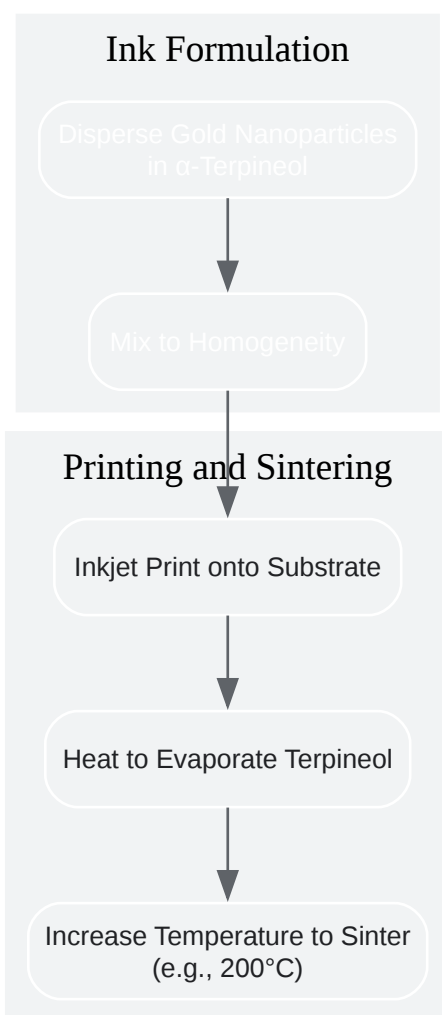 Ink Formulation
Disperse Gold Nanoparticles
in α-Terpineol
Mix to Homogeneity
Printing and Sintering
Inkjet Print onto Substrate
Heat to Evaporate Terpineol
Increase Temperature to Sinter
(e.g., 200°C)